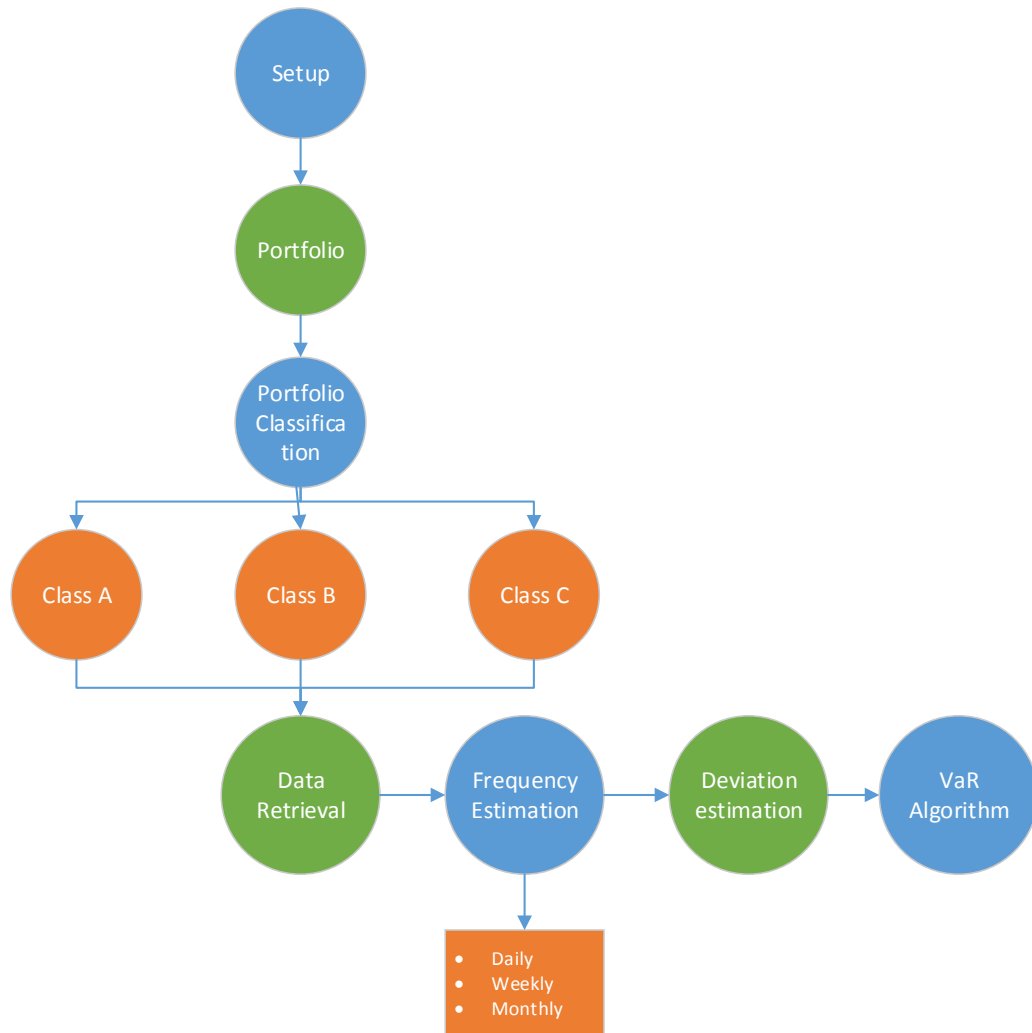 Setup
Portfolio
Portfolio
Classifica
tion
Class A
Class B
Class C
Data
Retrieval
Frequency
Estimation
Deviation
estimation
VaR
Algorithm
• Daily
• Weekly
• Monthly